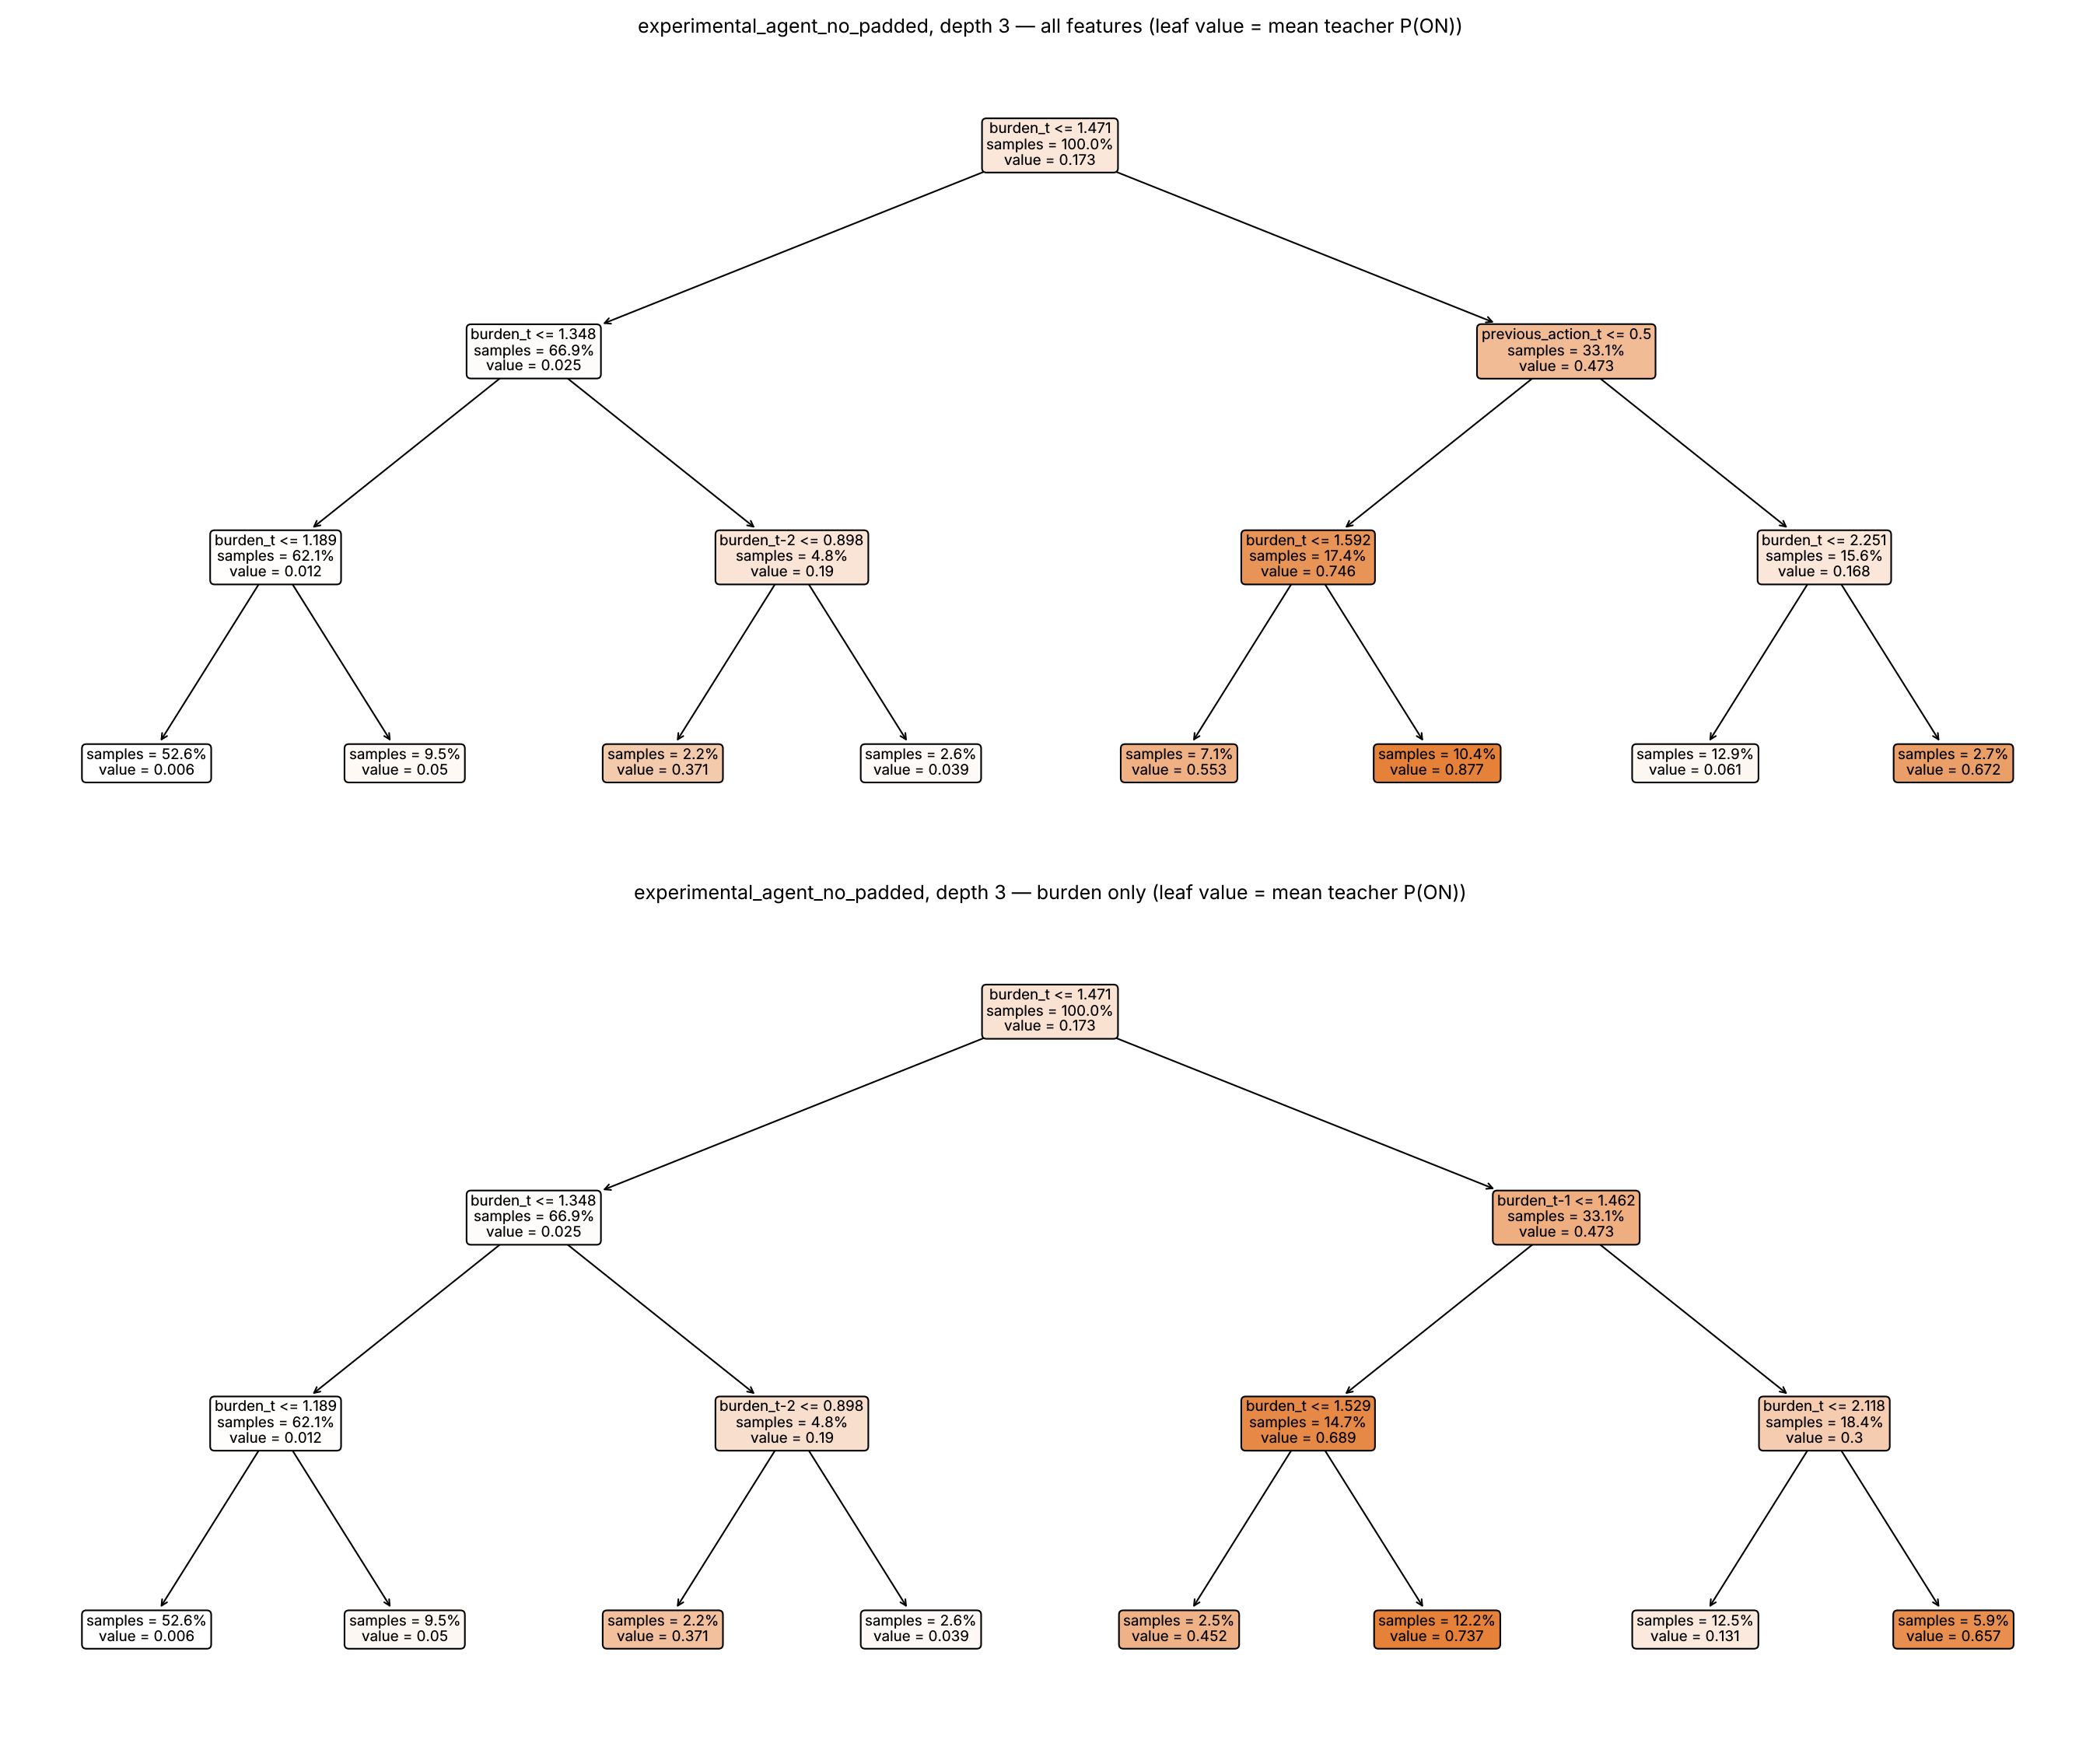 experimental_agent_no_padded, depth 3 — all features (leaf value = mean teacher P(ON))
burden_t <= 1.471
samples = 100.0%
value = 0.173
burden_t <= 1.348
samples = 66.9%
value = 0.025
previous_action_t <= 0.5
samples = 33.1%
value = 0.473
burden_t <= 1.189
samples = 62.1%
value = 0.012
burden_t-2 <= 0.898
samples = 4.8%
value = 0.19
burden_t <= 1.592
samples = 17.4%
value = 0.746
burden_t <= 2.251
samples = 15.6%
value = 0.168
samples = 52.6%
value = 0.006
samples = 9.5%
value = 0.05
samples = 2.2%
value = 0.371
samples = 2.6%
value = 0.039
samples = 7.1%
value = 0.553
samples = 10.4%
value = 0.877
samples = 12.9%
value = 0.061
samples = 2.7%
value = 0.672
experimental_agent_no_padded, depth 3 — burden only (leaf value = mean teacher P(ON))
burden_t <= 1.471
samples = 100.0%
value = 0.173
burden_t <= 1.348
samples = 66.9%
value = 0.025
burden_t-1 <= 1.462
samples = 33.1%
value = 0.473
burden_t <= 1.189
samples = 62.1%
value = 0.012
burden_t-2 <= 0.898
samples = 4.8%
value = 0.19
burden_t <= 1.529
samples = 14.7%
value = 0.689
burden_t <= 2.118
samples = 18.4%
value = 0.3
samples = 52.6%
value = 0.006
samples = 9.5%
value = 0.05
samples = 2.2%
value = 0.371
samples = 2.6%
value = 0.039
samples = 2.5%
value = 0.452
samples = 12.2%
value = 0.737
samples = 12.5%
value = 0.131
samples = 5.9%
value = 0.657